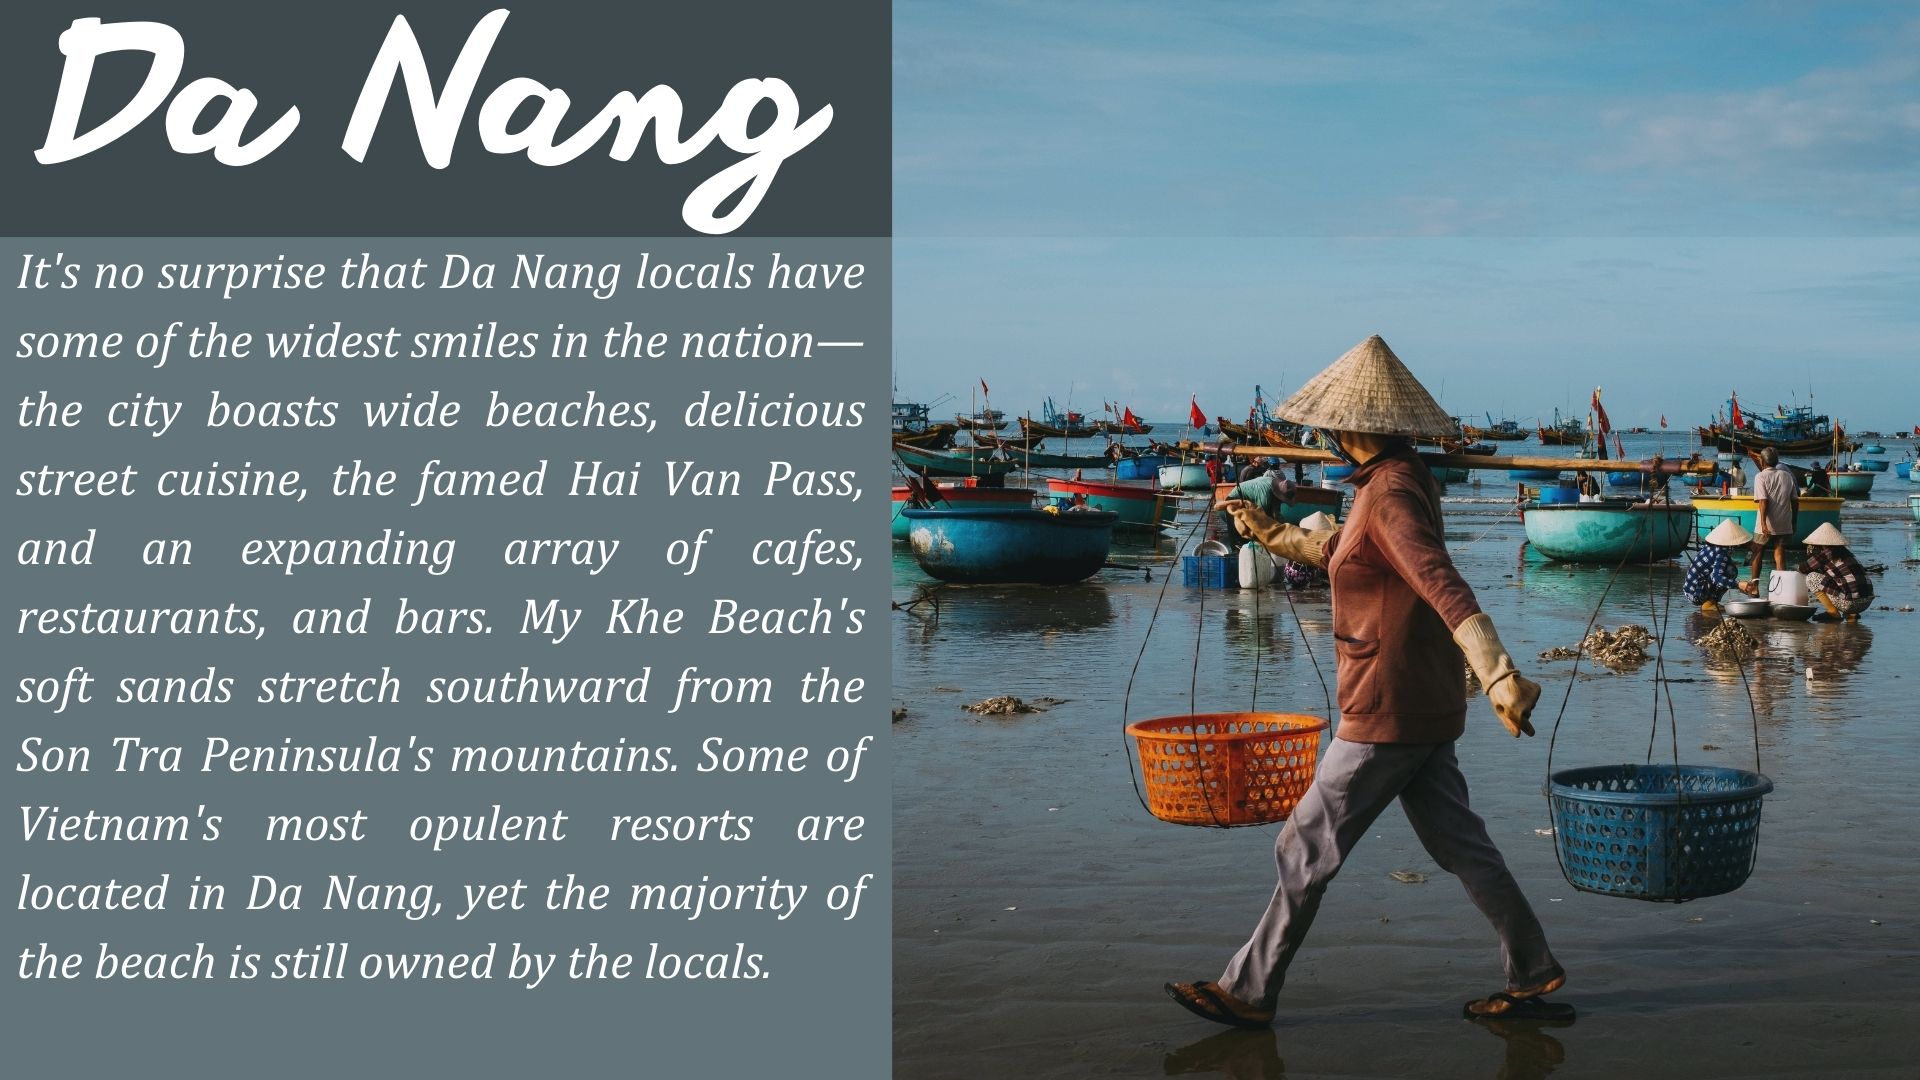 Da Nang
It's no surprise that Da Nang locals have
some of the widest smiles in the nation—
the city boasts wide beaches, delicious
street cuisine, the famed Hai Van Pass,
and an expanding array of cafes,
restaurants, and bars. My Khe Beach's
soft sands stretch southward from the
Son Tra Peninsula's mountains. Some of
Vietnam's most opulent resorts are
located in Da Nang, yet the majority of
the beach is still owned by the locals.